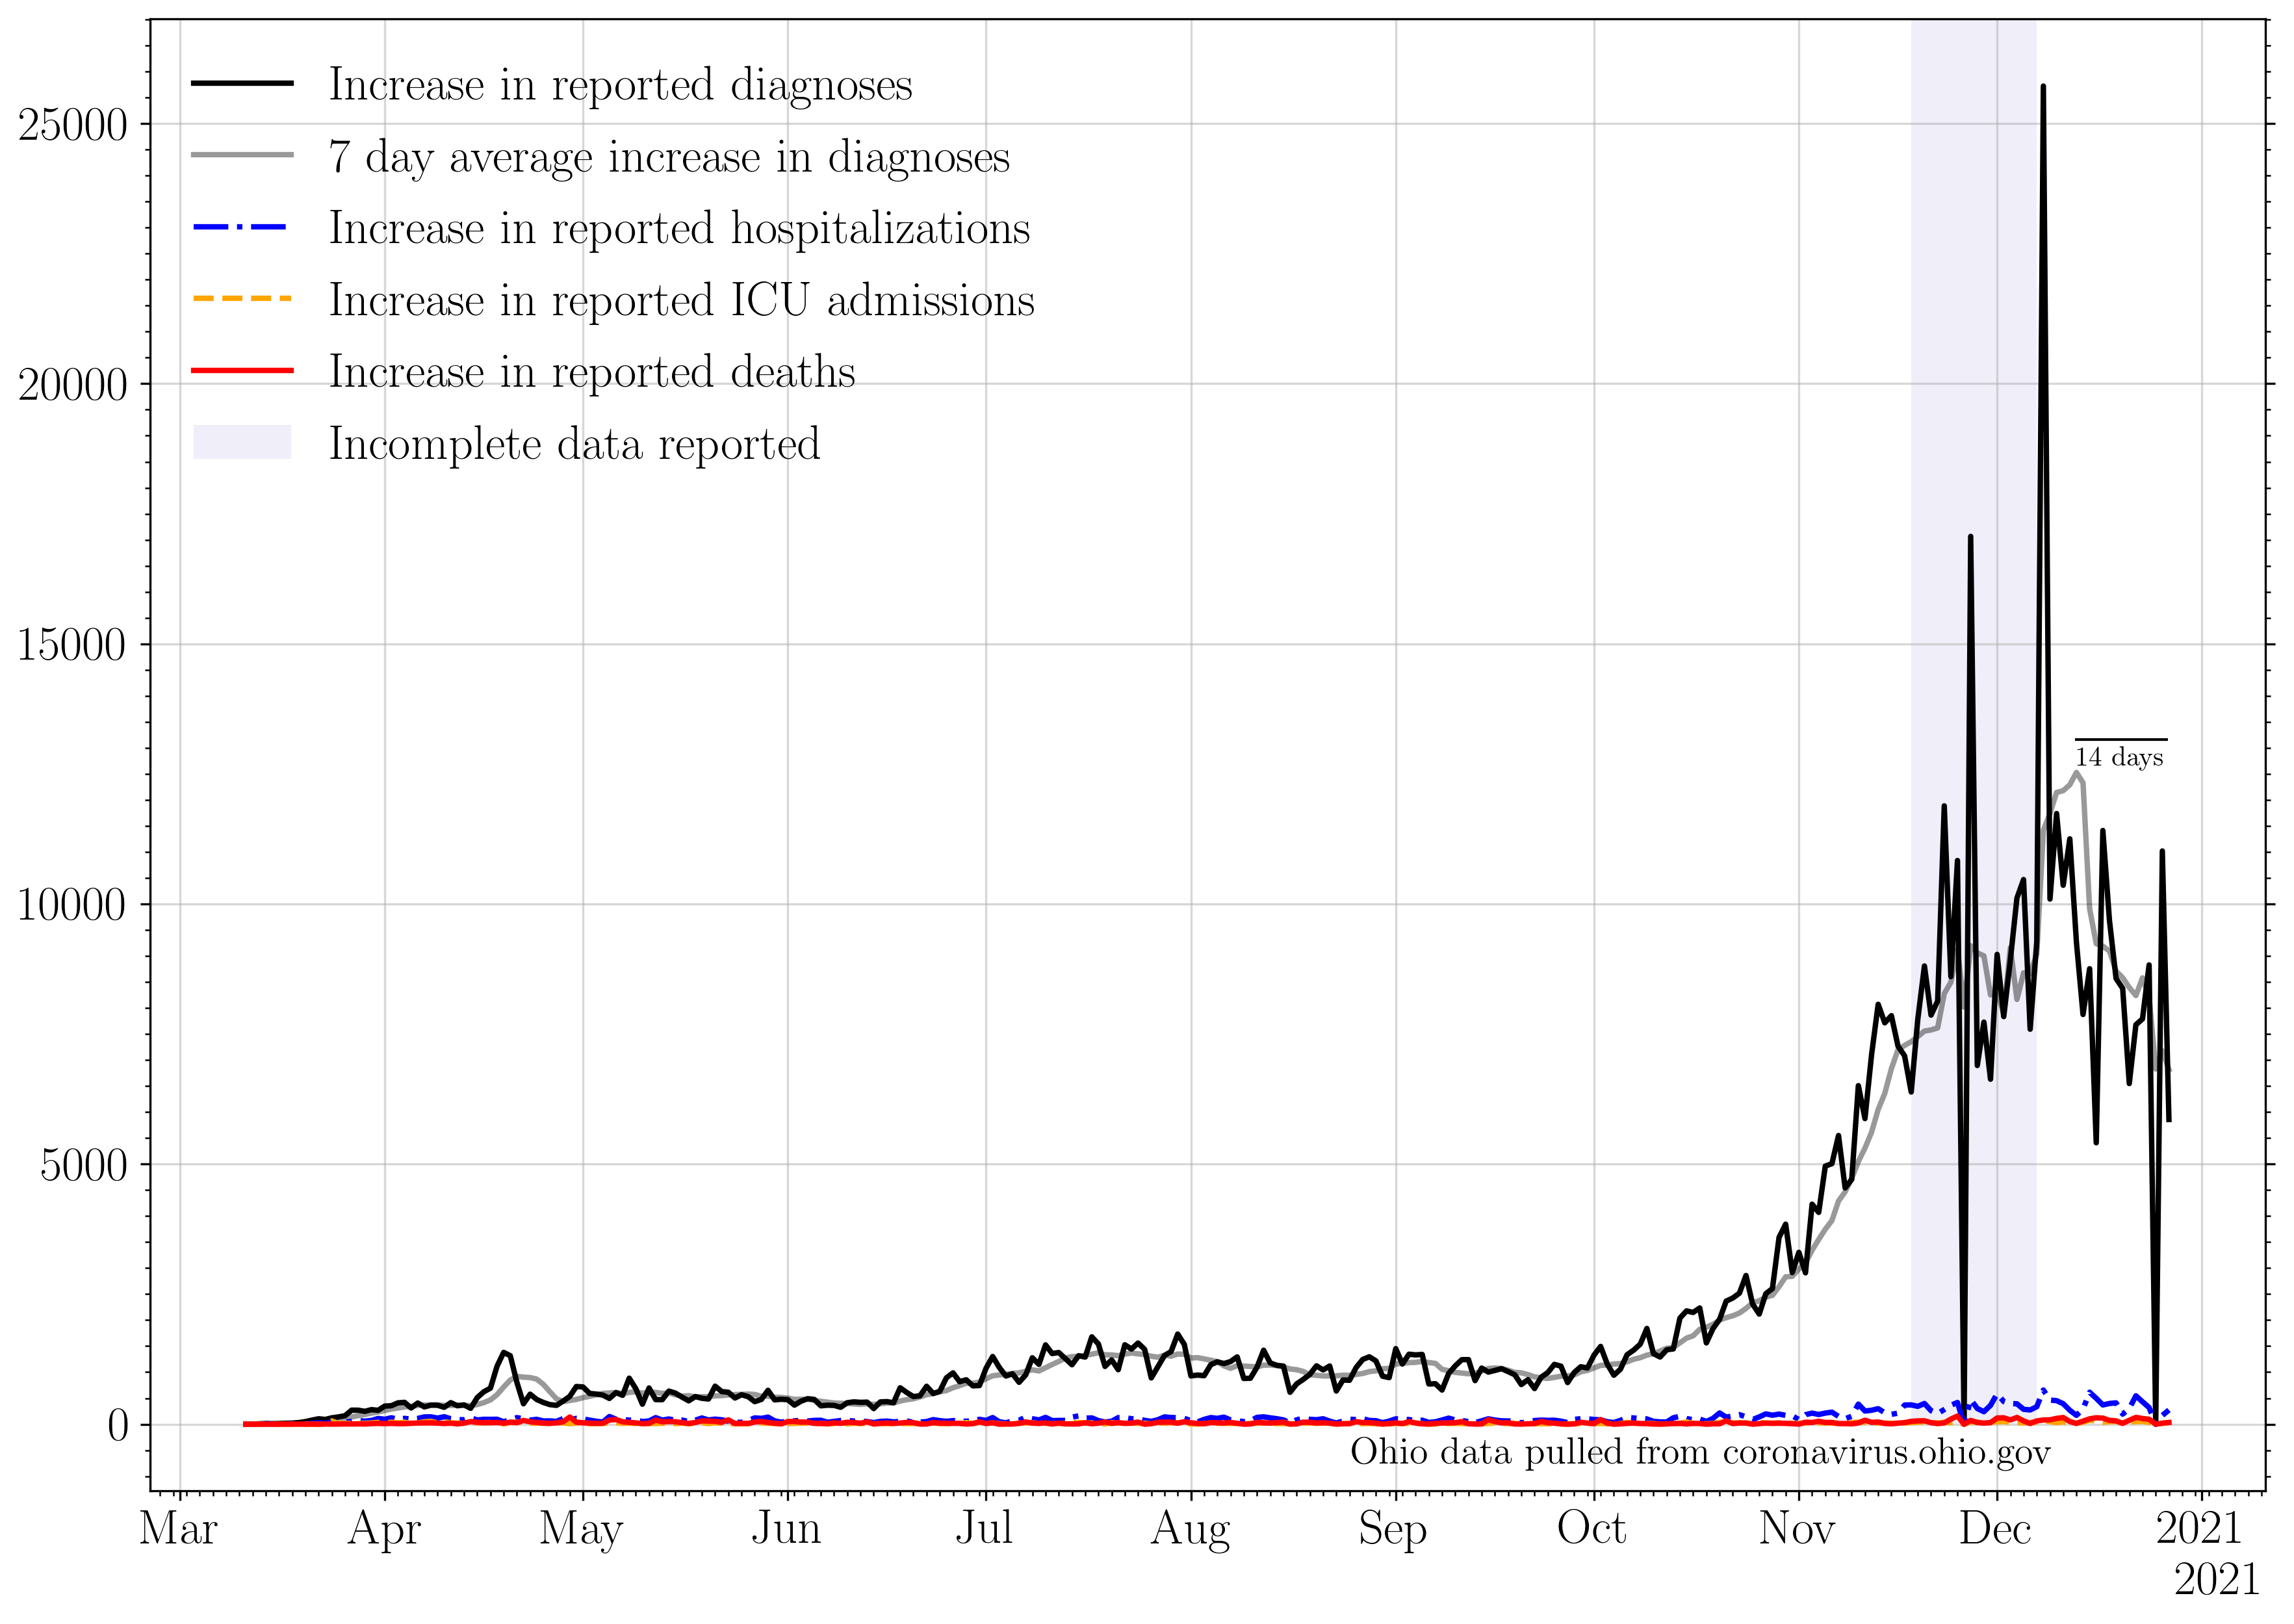 Increase in reported diagnoses
7 day average increase in diagnoses
Increase in reported hospitalizations
Increase in reported ICU admissions
Increase in reported deaths
Incomplete data reported
25000
20000
15000
10000
5000
0
14 days
Ohio data pulled from coronavirus.ohio.gov
Mar Apr May Jun Jul Aug Sep Oct Nov Dec 2021
2021